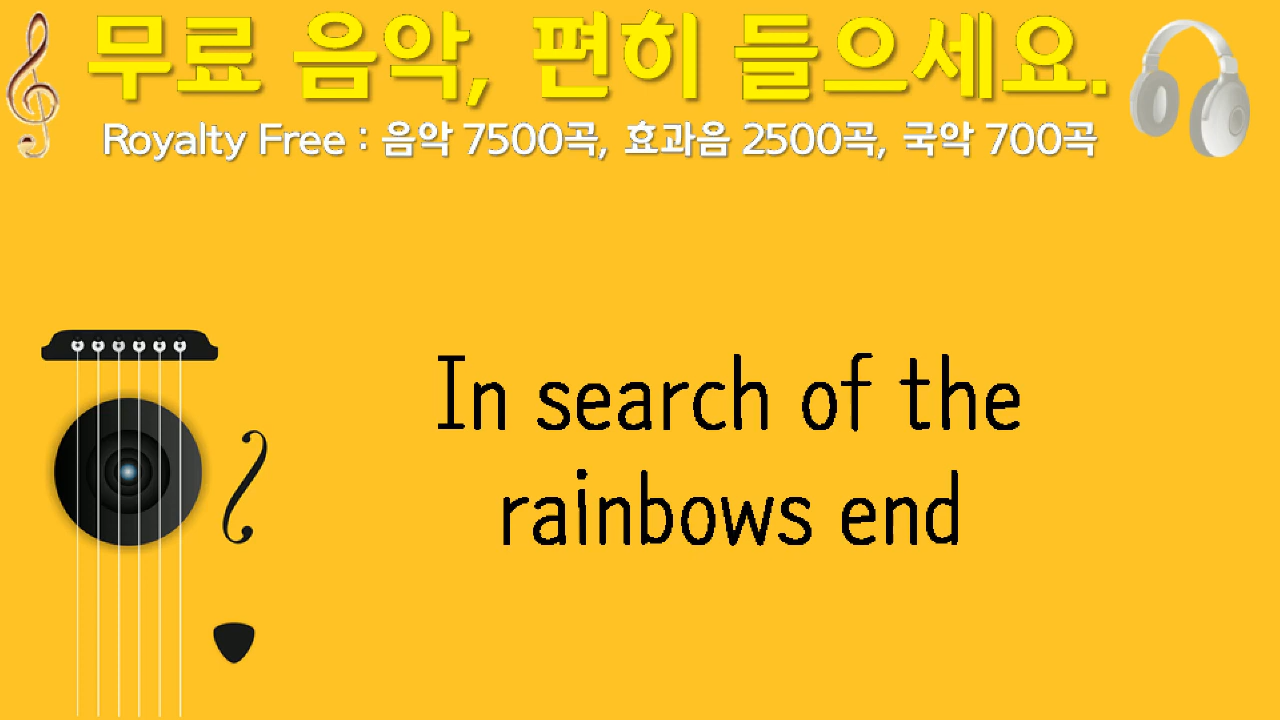 무료 음악, 편히 들으세요.
Royalty Free : 음악 7500곡, 효과음 2500곡, 국악 700곡
In search of the
rainbows end